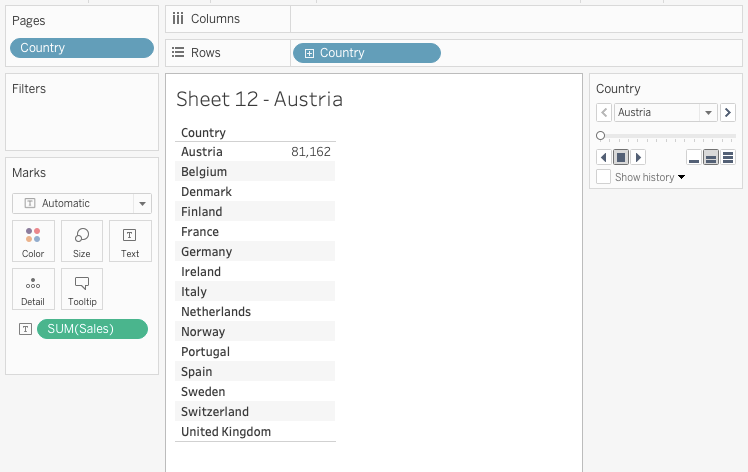 Pages
Country
Filters
Marks
Automatic
Color
Size
Text
Detail
Tooltip
SUM(Sales)
Columns
Rows
Country
Sheet 12 - Austria
Country
Austria 81,162
Belgium
Denmark
Finland
France
Germany
Ireland
Italy
Netherlands
Norway
Portugal
Spain
Sweden
Switzerland
United Kingdom
Country
Austria
Show history